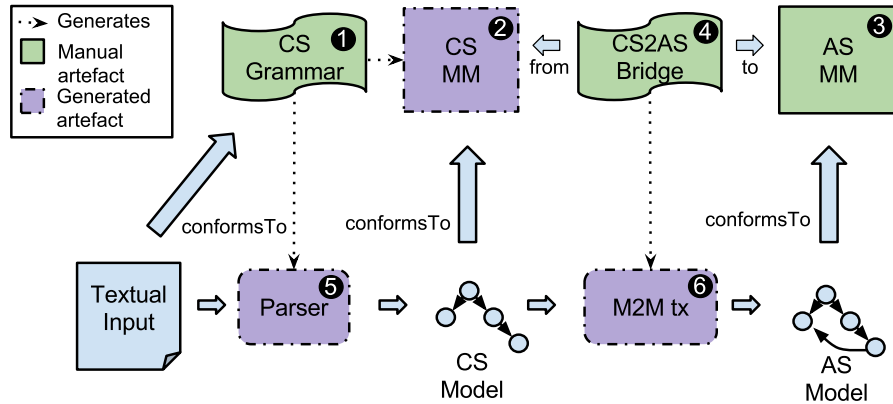 Generates
Manual
artefact
Generated
artefact
CS
Grammar
1
CS
MM
2
from
CS2AS
Bridge
4
to
AS
MM
3
conformsTo
conformsTo
conformsTo
Textual
Input
Parser
5
CS
Model
M2M tx
6
AS
Model